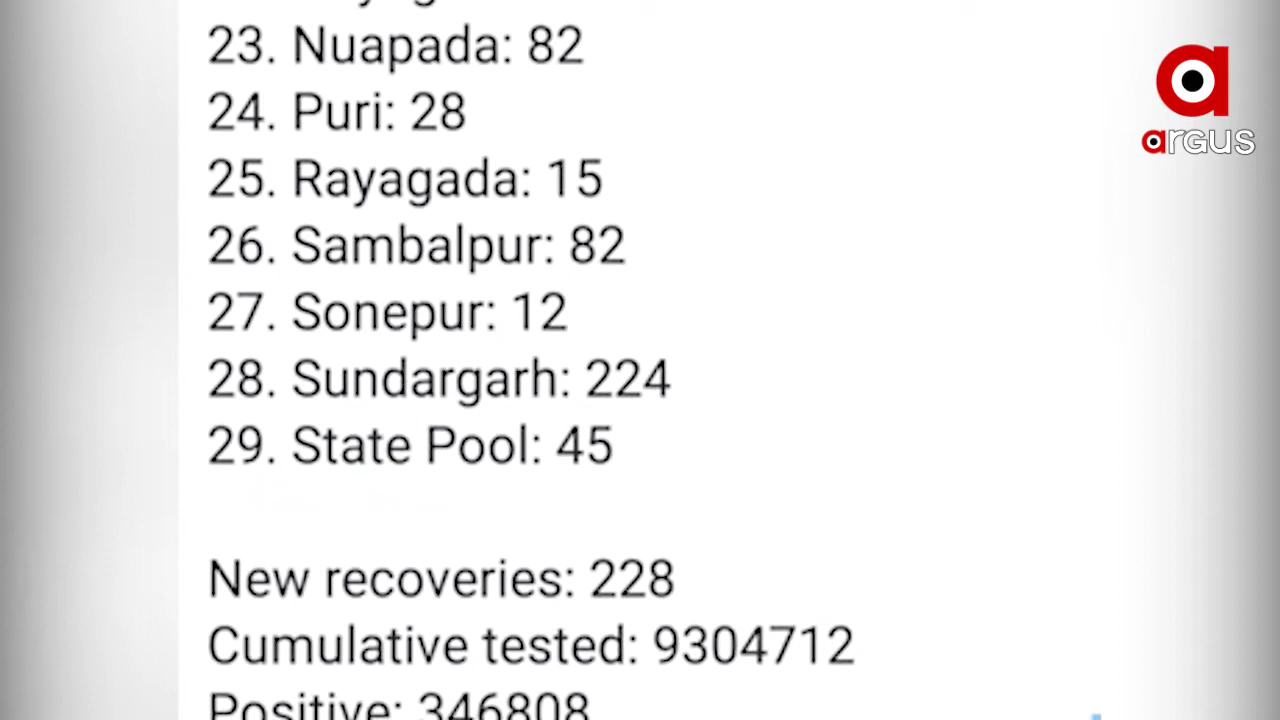 23. Nuapada: 82
24. Puri: 28
25. Rayagada: 15
26. Sambalpur: 82
27. Sonepur: 12
28. Sundargarh: 224
29. State Pool: 45
New recoveries: 228
Cumulative tested: 9304712
Positive: 346808
argus